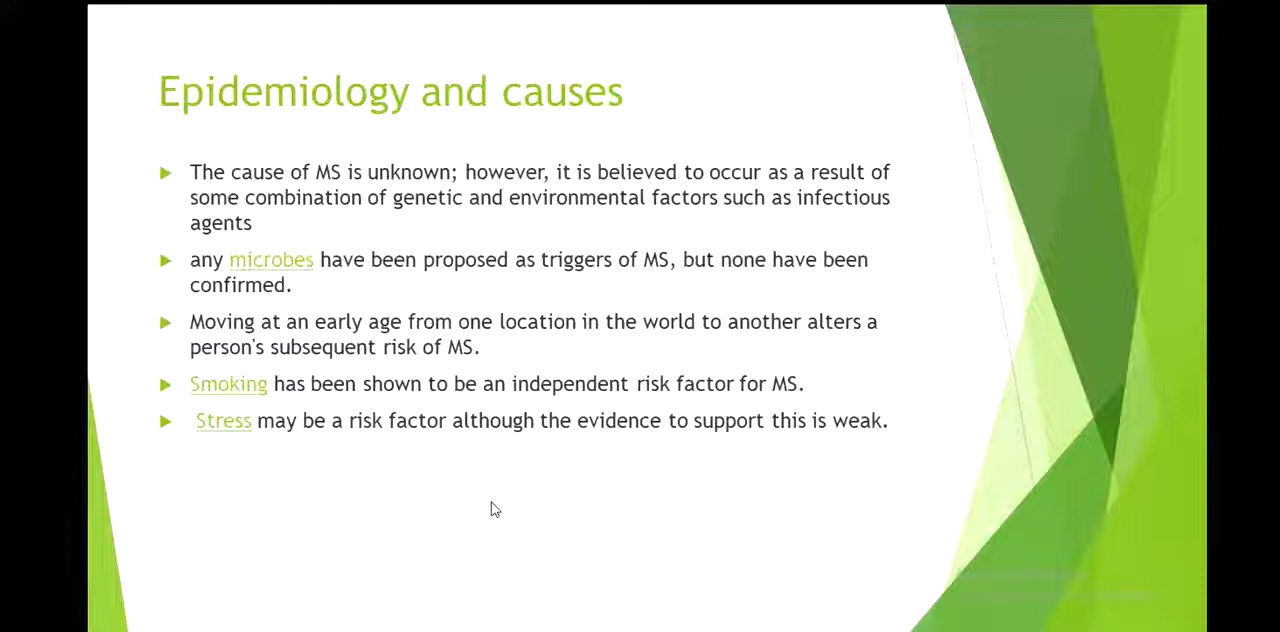 Epidemiology and causes
The cause of MS is unknown; however, it is believed to occur as a result of
some combination of genetic and environmental factors such as infectious
agents
any microbes have been proposed as triggers of MS, but none have been
confirmed.
Moving at an early age from one location in the world to another alters a
person's subsequent risk of MS.
Smoking has been shown to be an independent risk factor for MS.
Stress may be a risk factor although the evidence to support this is weak.